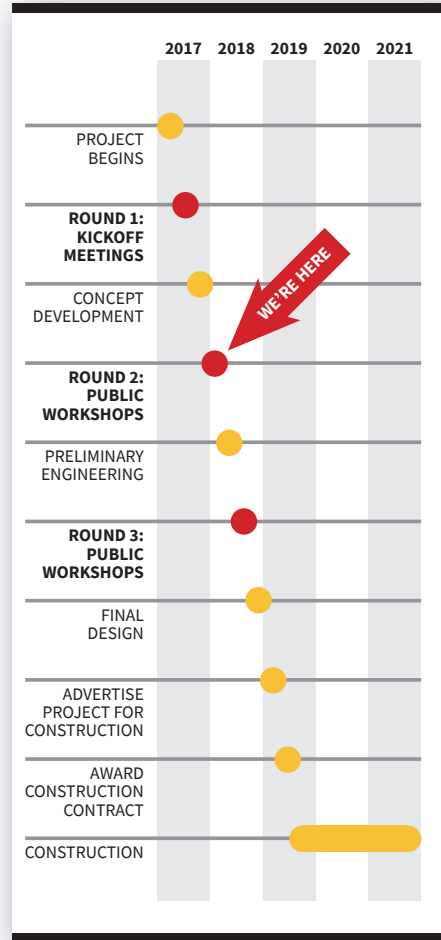 2017 2018 2019 2020 2021
PROJECT
BEGINS
ROUND 1:
KICKOFF
MEETINGS
CONCEPT
DEVELOPMENT
WE'RE HERE
ROUND 2:
PUBLIC
WORKSHOPS
PRELIMINARY
ENGINEERING
ROUND 3:
PUBLIC
WORKSHOPS
FINAL
DESIGN
ADVERTISE
PROJECT FOR
CONSTRUCTION
AWARD
CONSTRUCTION
CONTRACT
CONSTRUCTION